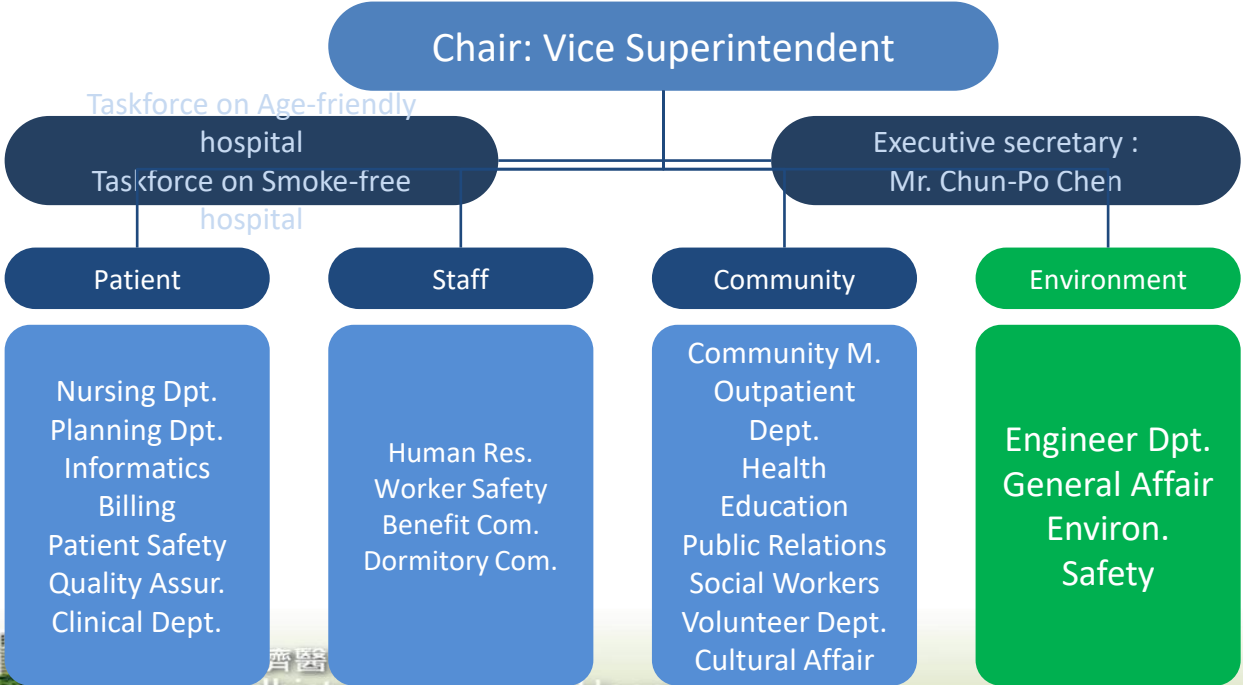 Chair: Vice Superintendent
Taskforce on Age-friendly
hospital
Taskforce on Smoke-free
hospital
Executive secretary :
Mr. Chun-Po Chen
Patient
Staff
Community
Environment
Nursing Dpt.
Planning Dpt.
Informatics
Billing
Patient Safety
Quality Assur.
Clinical Dept.
Human Res.
Worker Safety
Benefit Com.
Dormitory Com.
Community M.
Outpatient
Dept.
Health
Education
Public Relations
Social Workers
Volunteer Dept.
Cultural Affair
Engineer Dpt.
General Affair
Environ.
Safety
濟醫